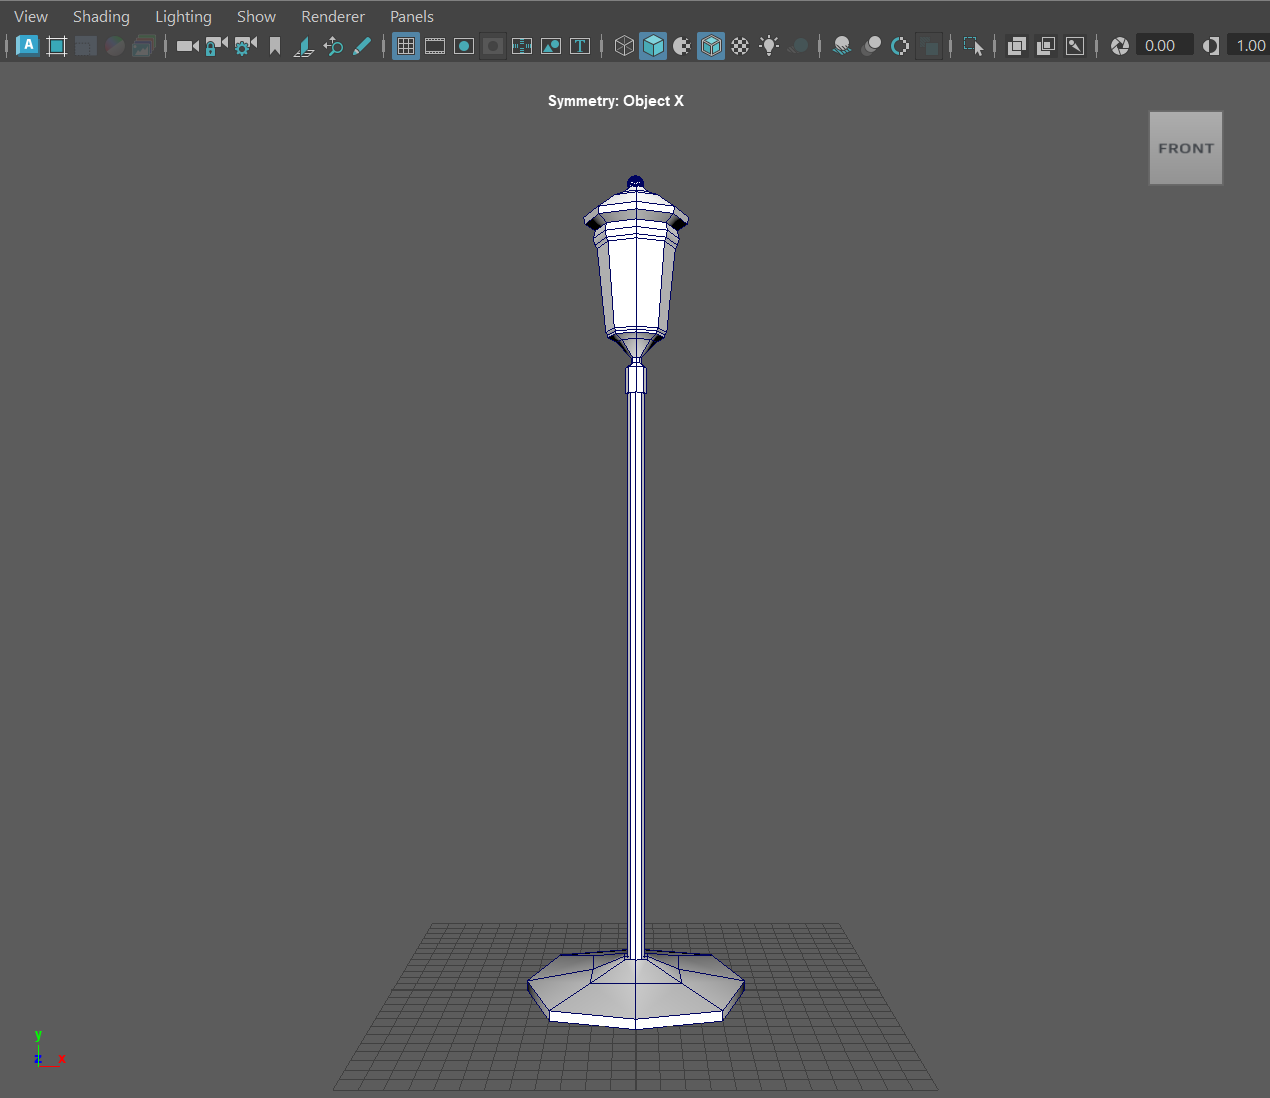 View Shading Lighting Show Renderer Panels
A T 0.00 1.00
Symmetry: Object X
FRONT
y
z x